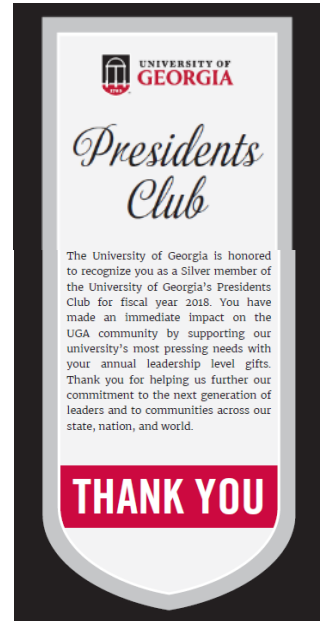 UNIVERSITY OF
GEORGIA
1785
Presidents
Club
The University of Georgia is honored
to recognize you as a Silver member of
the University of Georgia's Presidents
Club for fiscal year 2018. You have
made an immediate impact on the
UGA community by supporting our
university's most pressing needs with
your annual leadership level gifts.
Thank you for helping us further our
commitment to the next generation of
leaders and to communities across our
state, nation, and world.
THANK YOU